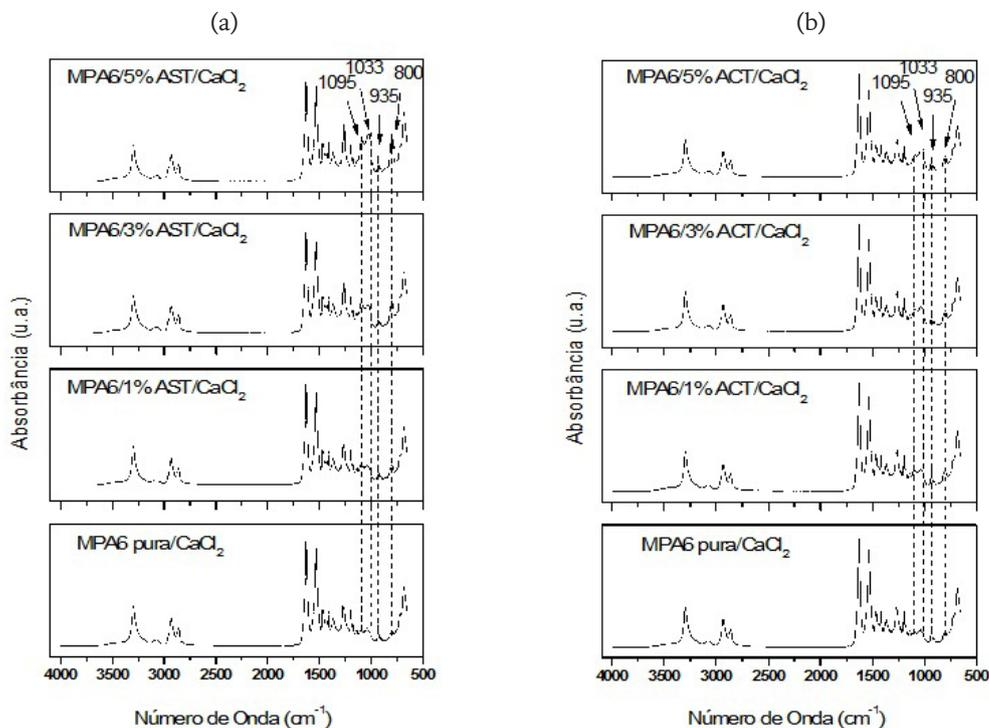 (a)
MPA6/5% AST/CaCl₂
1095
1033
935
800
MPA6/3% AST/CaCl₂
MPA6/1% AST/CaCl₂
MPA6 pura/CaCl₂
Absorbância (u.a.)
4000 3500 3000 2500 2000 1500 1000 500
Número de Onda (cm⁻¹)
(b)
MPA6/5% ACT/CaCl₂
1095
1033
935
800
MPA6/3% ACT/CaCl₂
MPA6/1% ACT/CaCl₂
MPA6 pura/CaCl₂
Absorbância (u.a.)
4000 3500 3000 2500 2000 1500 1000 500
Número de Onda (cm⁻¹)